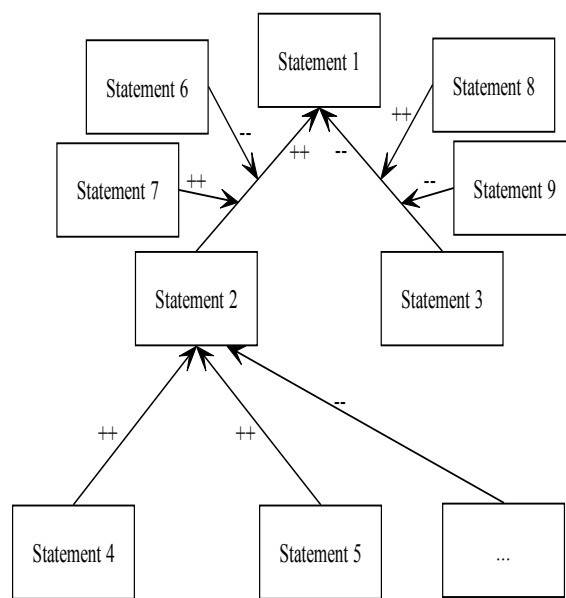 Statement 1
Statement 6
Statement 8
++
--
++
--
Statement 7
++
--
Statement 9
Statement 2
Statement 3
++
++
--
Statement 4
Statement 5
...